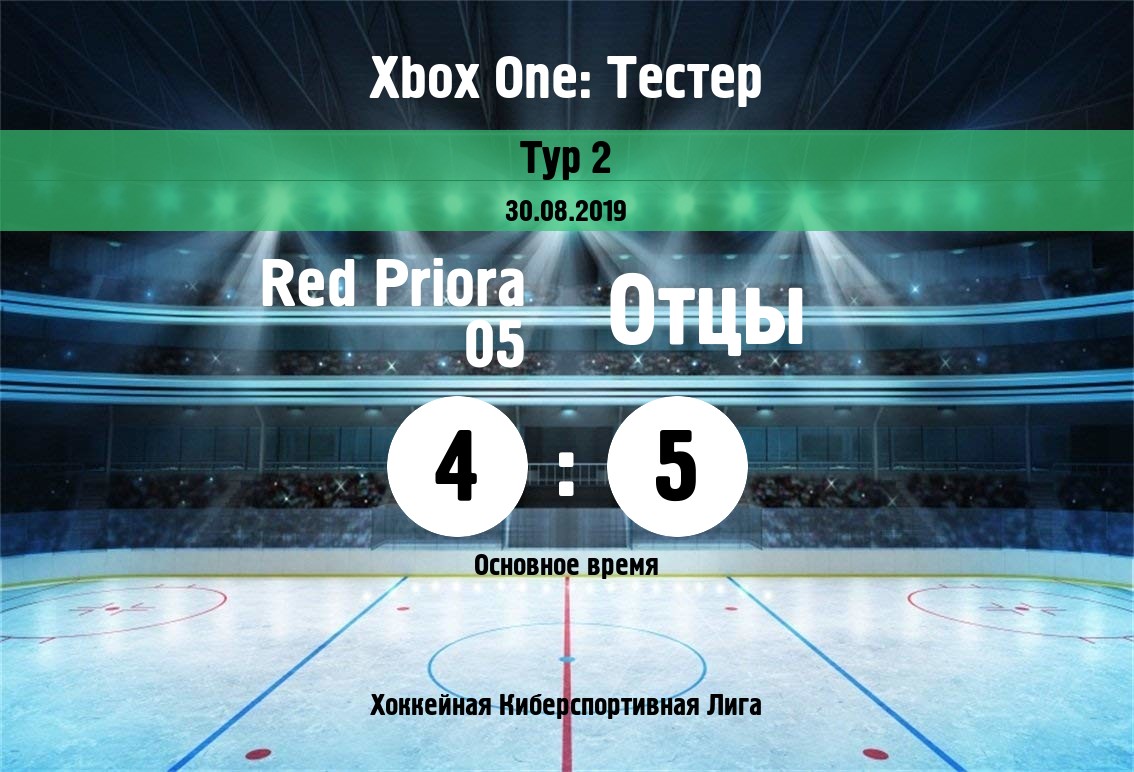 Xbox One: Тестер
Тур 2
30.08.2019
Red Priora
05
Отцы
4 : 5
Основное время
Хоккейная Киберспортивная Лига